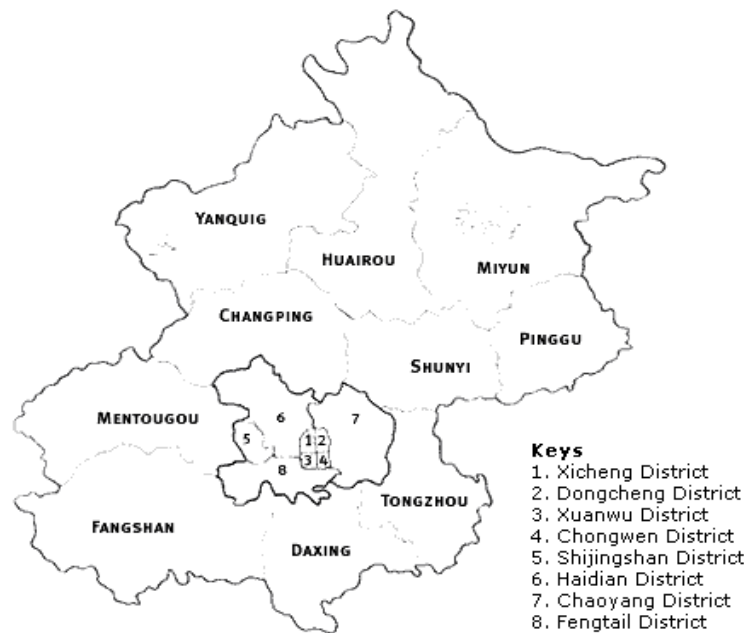 YANQUIG
HUAIROU
MIYUN
CHANGPING
PINGGU
SHUNYI
MENTOUGOU
6
7
5
1 2
3 4
8
TONGZHOU
FANGSHAN
DAXING
Keys
1. Xicheng District
2. Dongcheng District
3. Xuanwu District
4. Chongwen District
5. Shijingshan District
6. Haidian District
7. Chaoyang District
8. Fengtail District